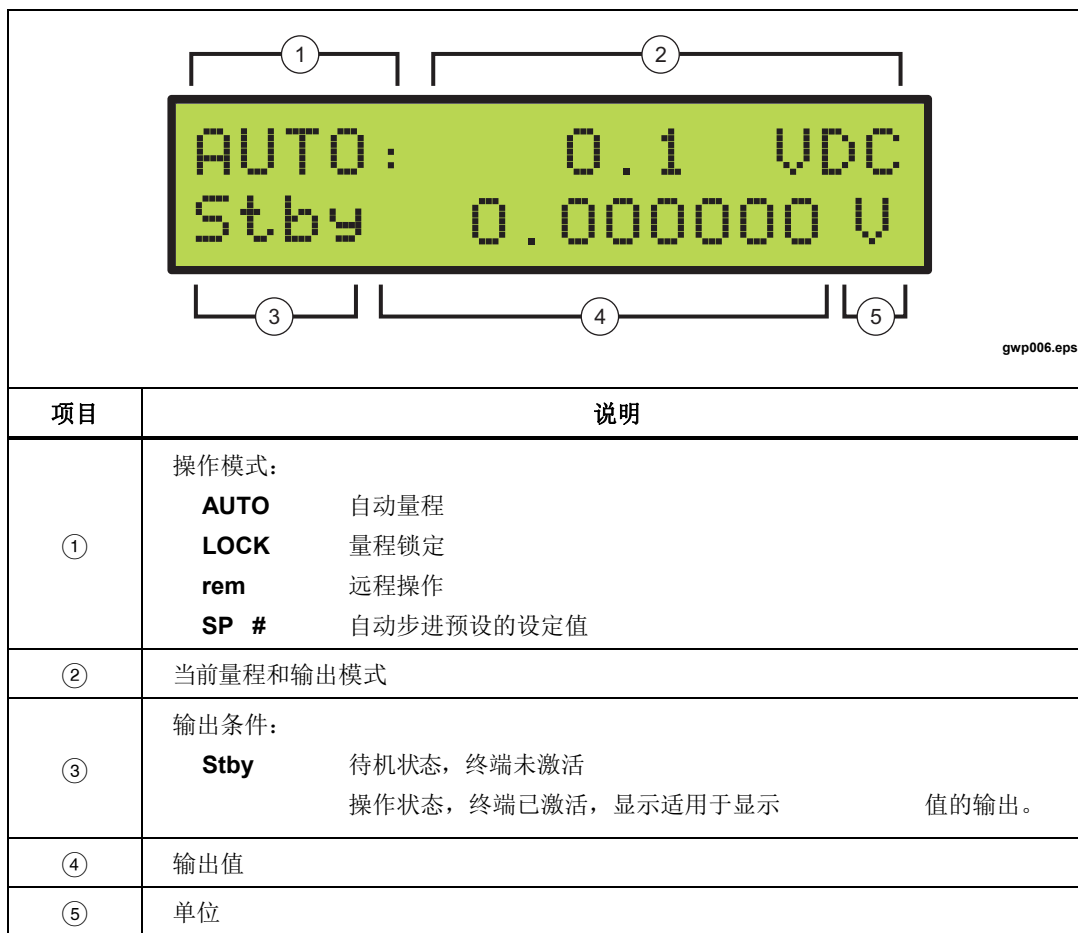 ① ②
AUTO: 0.1 VDC
Stby 0.000000 V
③ ④ ⑤
gwp006.eps
项目 说明
① 操作模式：
AUTO 自动量程
LOCK 量程锁定
rem 远程操作
SP # 自动步进预设的设定值
② 当前量程和输出模式
③ 输出条件：
Stby 待机状态，终端未激活
操作状态，终端已激活，显示适用于显示 值的输出。
④ 输出值
⑤ 单位